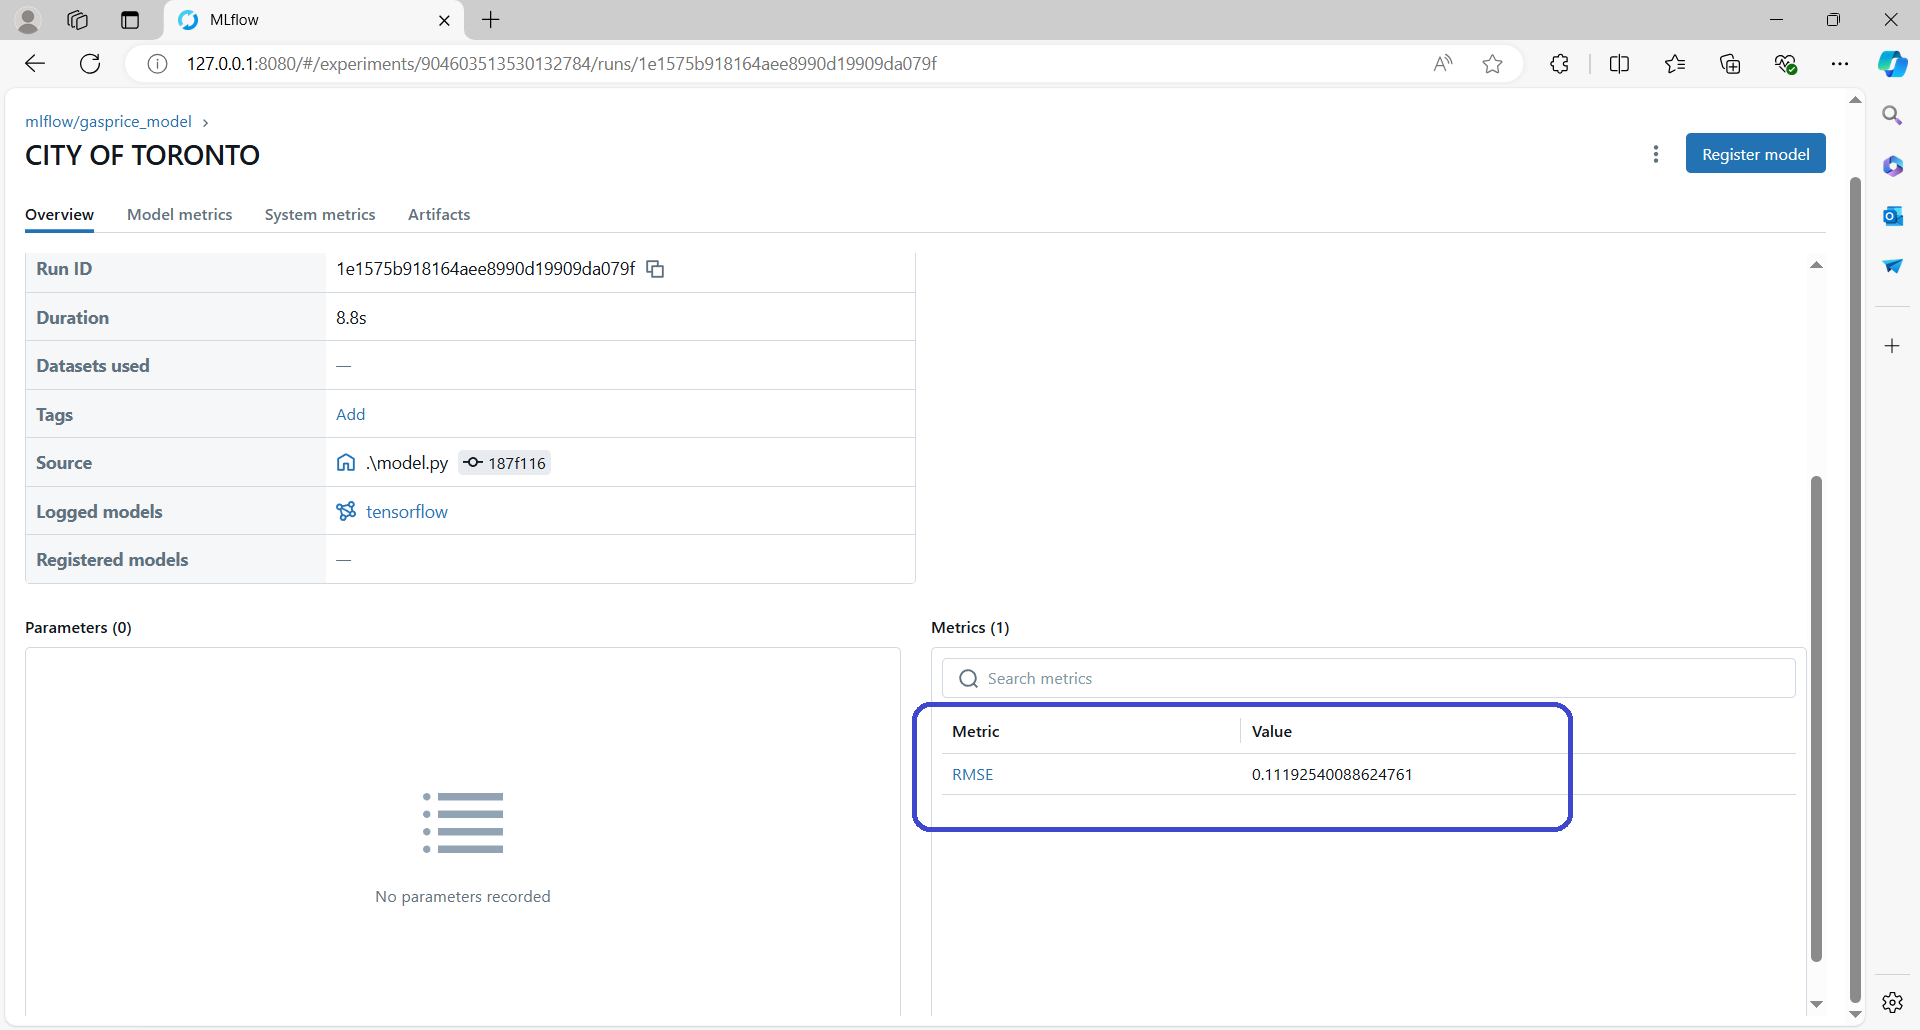 MLflow
127.0.0.1:8080/#/experiments/904603513530132784/runs/1e1575b918164aee8990d19909da079f
mlflow/gasprice_model
CITY OF TORONTO
Register model
Overview
Model metrics
System metrics
Artifacts
Run ID 1e1575b918164aee8990d19909da079f
Duration 8.8s
Datasets used —
Tags Add
Source .\model.py 187f116
Logged models tensorflow
Registered models —
Parameters (0)
No parameters recorded
Metrics (1)
Search metrics
Metric Value
RMSE 0.11192540088624761